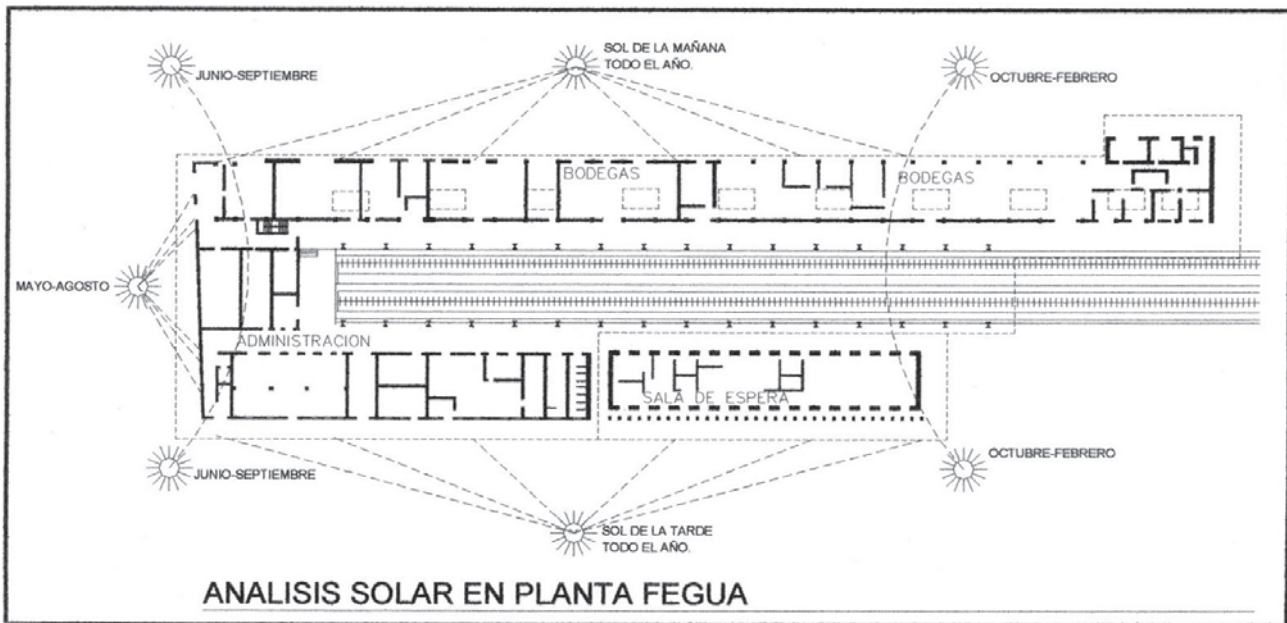 JUNIO-SEPTIEMBRE
SOL DE LA MAÑANA
TODO EL AÑO.
OCTUBRE-FEBRERO
BODEGAS
BODEGAS
MAYO-AGOSTO
ADMINISTRACION
SALA DE ESPERA
JUNIO-SEPTIEMBRE
OCTUBRE-FEBRERO
SOL DE LA TARDE
TODO EL AÑO.
ANALISIS SOLAR EN PLANTA FEGUA